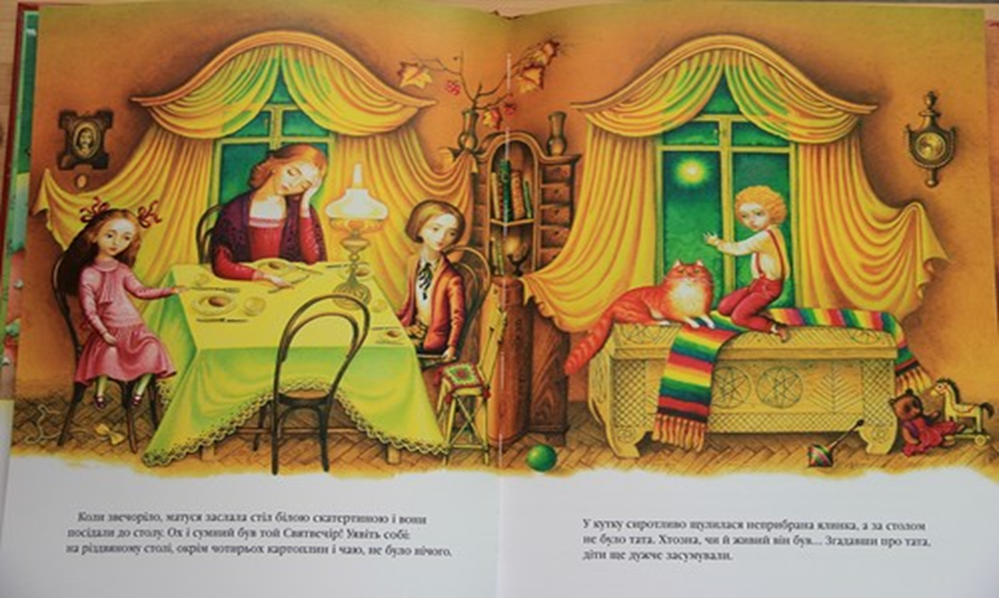 Коли звечоріло, матуся заслала стіл білою скатертиною і вони
посідали до столу. Ох і сумний був той Святвечір! Уявіть собі:
на різдвяному столі, окрім чотирьох картоплин і чаю, не було нічого.
У кутку сиротливо щулилася неприбрана ялинка, а за столом
не було тата. Хтозна, чи й живий він був... Згадавши про тата,
діти ще дужче засумували.